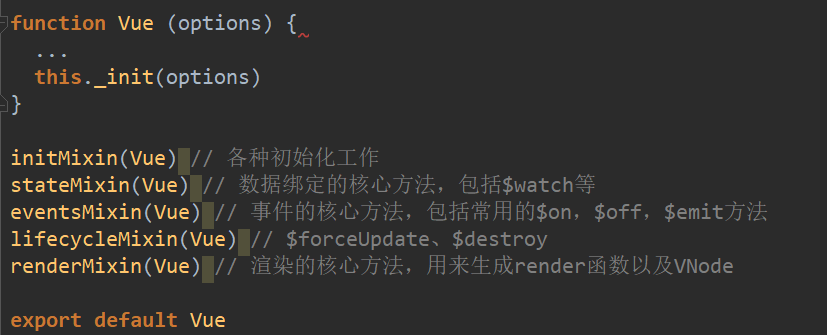 function Vue (options) {
  ...
  this._init(options)
}
initMixin(Vue) // 各种初始化工作
stateMixin(Vue) // 数据绑定的核心方法，包括$watch等
eventsMixin(Vue) // 事件的核心方法，包括常用的$on，$off，$emit方法
lifecycleMixin(Vue) // $forceUpdate、$destroy
renderMixin(Vue) // 渲染的核心方法，用来生成render函数以及VNode
export default Vue